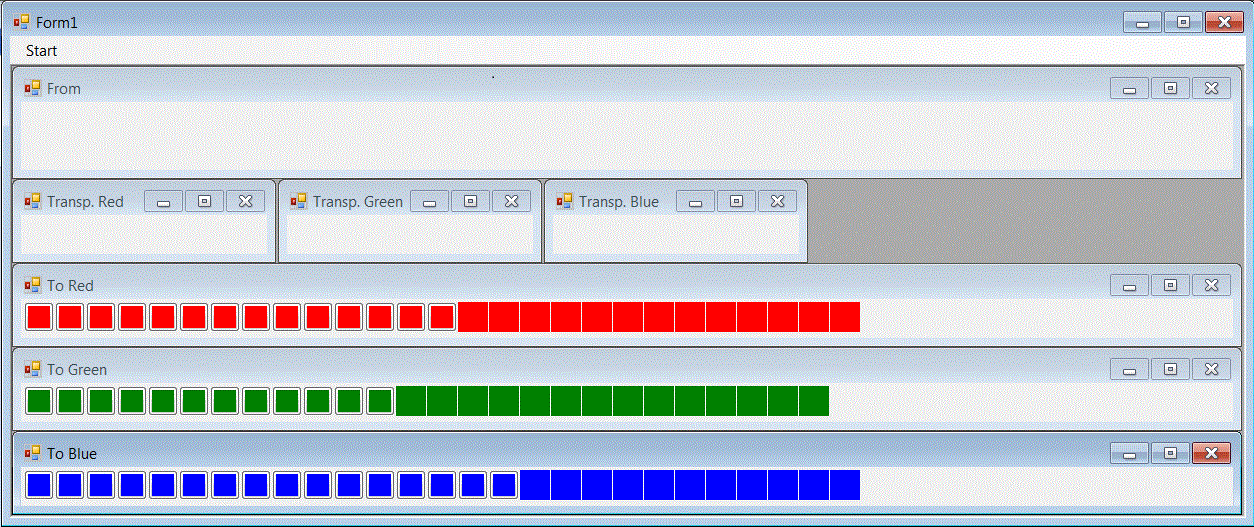 Form1
Start
From
Transp. Red
Transp. Green
Transp. Blue
To Red
To Green
To Blue